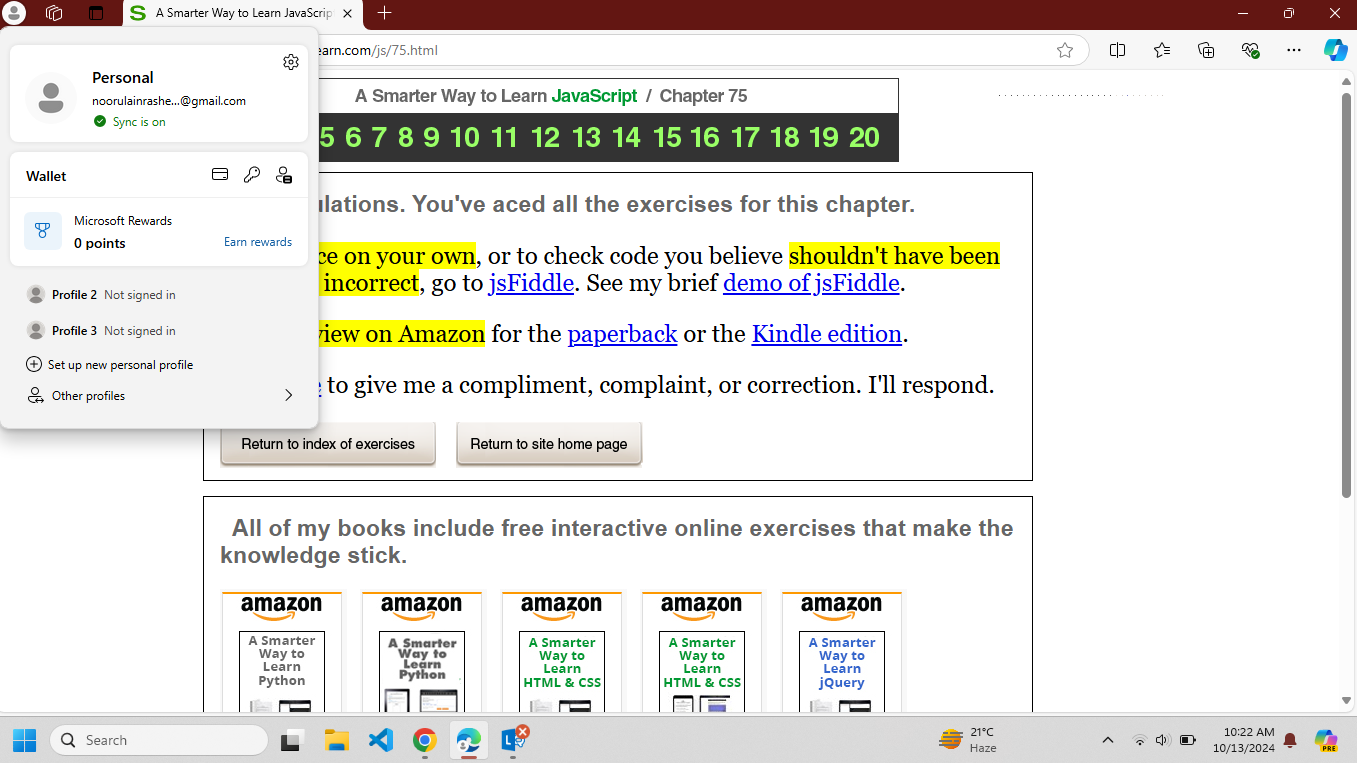 A Smarter Way to Learn JavaScrip
earn.com/js/75.html
Personal
noorulainrashe...@gmail.com
Sync is on
Wallet
Microsoft Rewards
0 points
Earn rewards
Profile 2 Not signed in
Profile 3 Not signed in
Set up new personal profile
Other profiles
A Smarter Way to Learn JavaScript / Chapter 75
5 6 7 8 9 10 11 12 13 14 15 16 17 18 19 20
ulations. You've aced all the exercises for this chapter.
ce on your own, or to check code you believe shouldn't have been
incorrect, go to jsFiddle. See my brief demo of jsFiddle.
view on Amazon for the paperback or the Kindle edition.
to give me a compliment, complaint, or correction. I'll respond.
Return to index of exercises
Return to site home page
All of my books include free interactive online exercises that make the
knowledge stick.
amazon
A Smarter
Way to
Learn
Python
amazon
A Smarter
Way to
Learn
Python
amazon
A Smarter
Way to
Learn
HTML & CSS
amazon
A Smarter
Way to
Learn
HTML & CSS
amazon
A Smarter
Way to
Learn
jQuery
Search
21°C
Haze
10:22 AM
10/13/2024
PRE